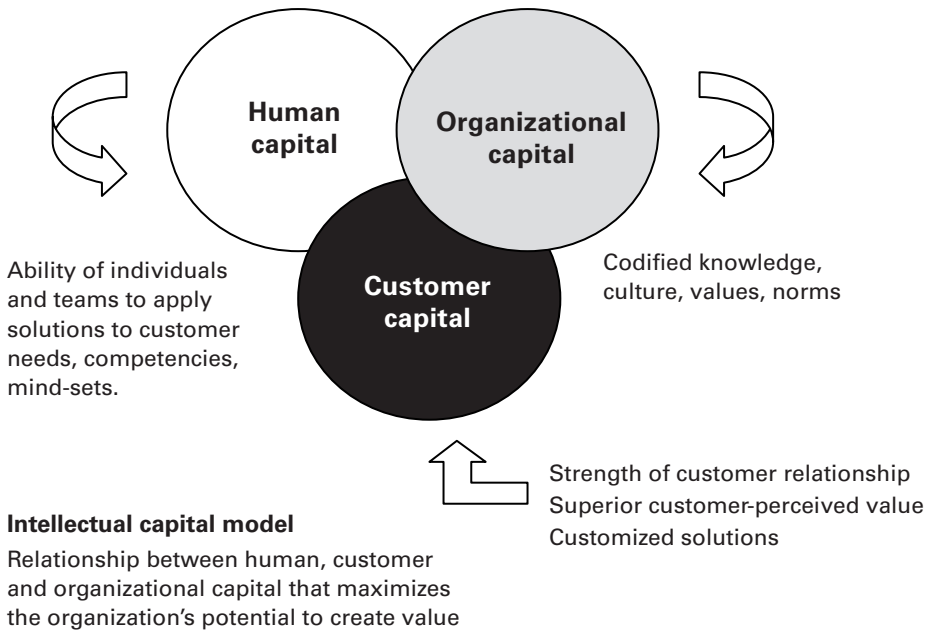 Human
capital
Organizational
capital
Customer
capital
Ability of individuals
and teams to apply
solutions to customer
needs, competencies,
mind-sets.
Codified knowledge,
culture, values, norms
Strength of customer relationship
Superior customer-perceived value
Customized solutions
Intellectual capital model
Relationship between human, customer
and organizational capital that maximizes
the organization’s potential to create value